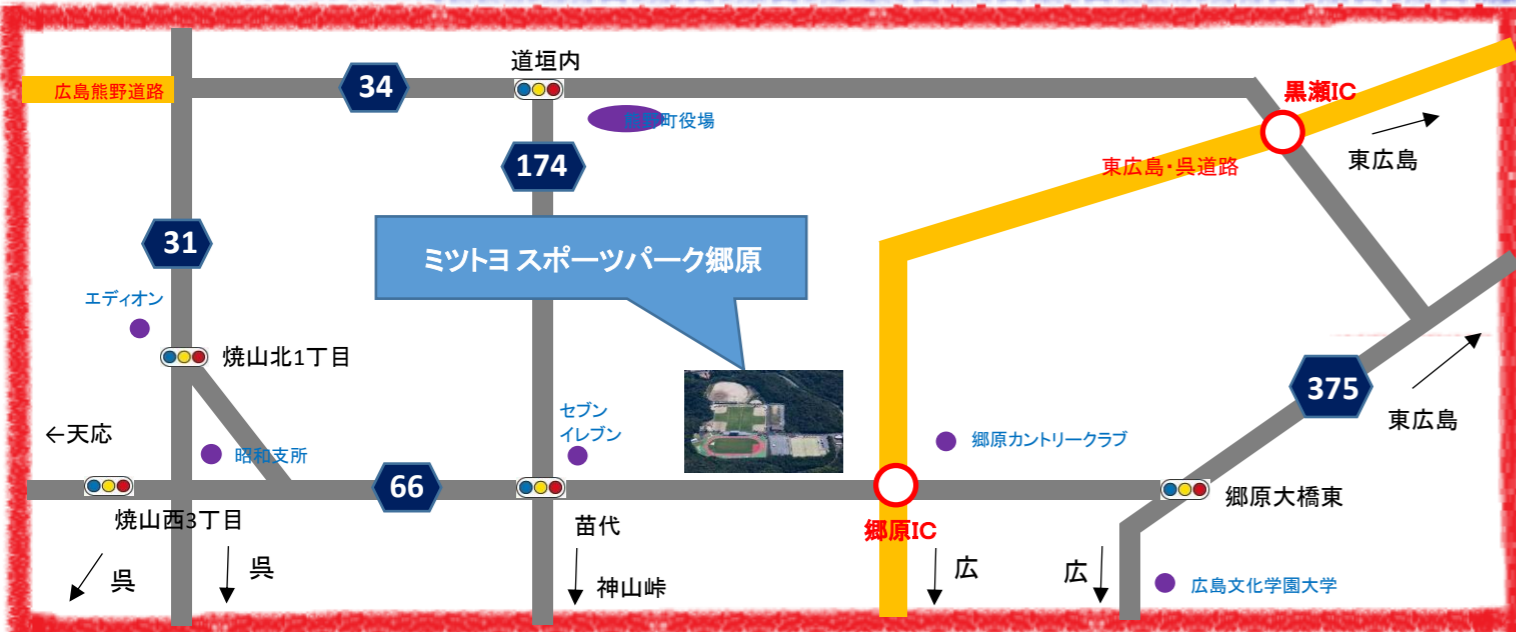 道垣内
広島熊野道路
34
黒瀬IC
熊野町役場
東広島
174
東広島・呉道路
31
ミツトヨ スポーツパーク郷原
エディオン
焼山北1丁目
375
セブン
イレブン
東広島
←天応
郷原カントリークラブ
昭和支所
66
郷原大橋東
焼山西3丁目
苗代
郷原IC
呉
呉
神山峠
広
広
広島文化学園大学